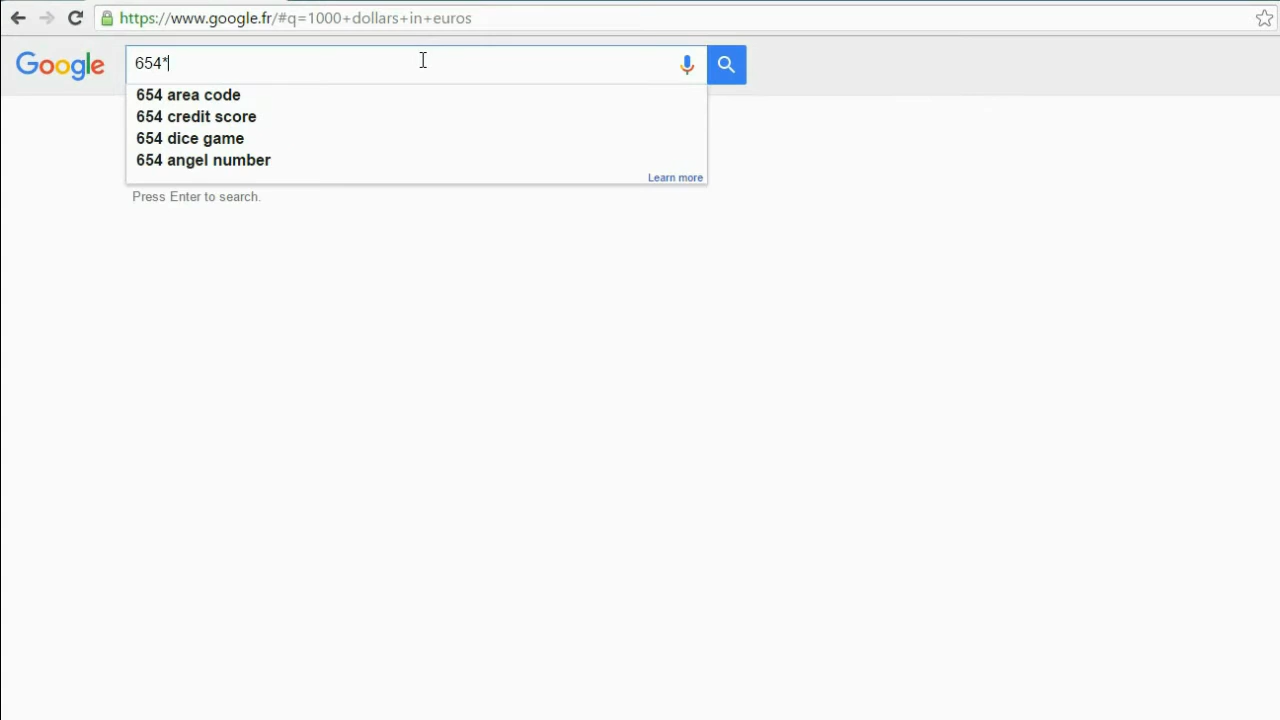 https://www.google.fr/#q=1000+dollars+in+euros
Google
654*
654 area code
654 credit score
654 dice game
654 angel number
Learn more
Press Enter to search.